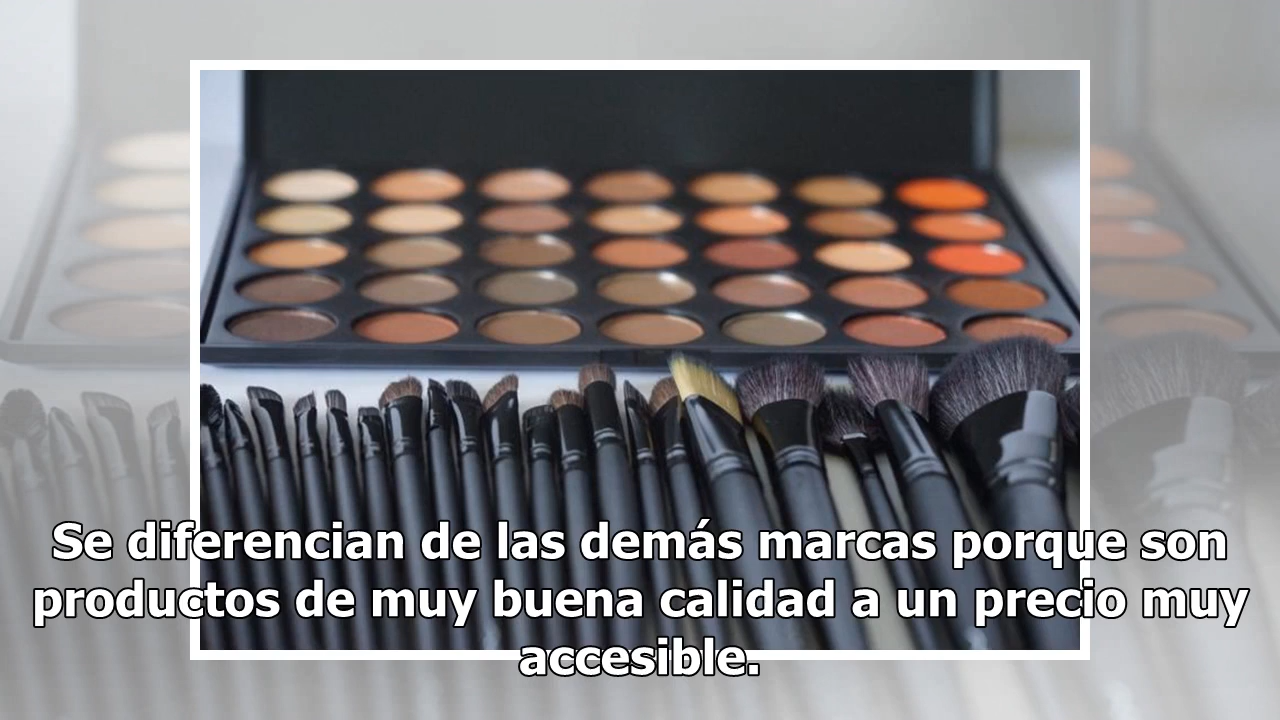 Se diferencian de las demás marcas porque son
productos de muy buena calidad a un precio muy
accesible.